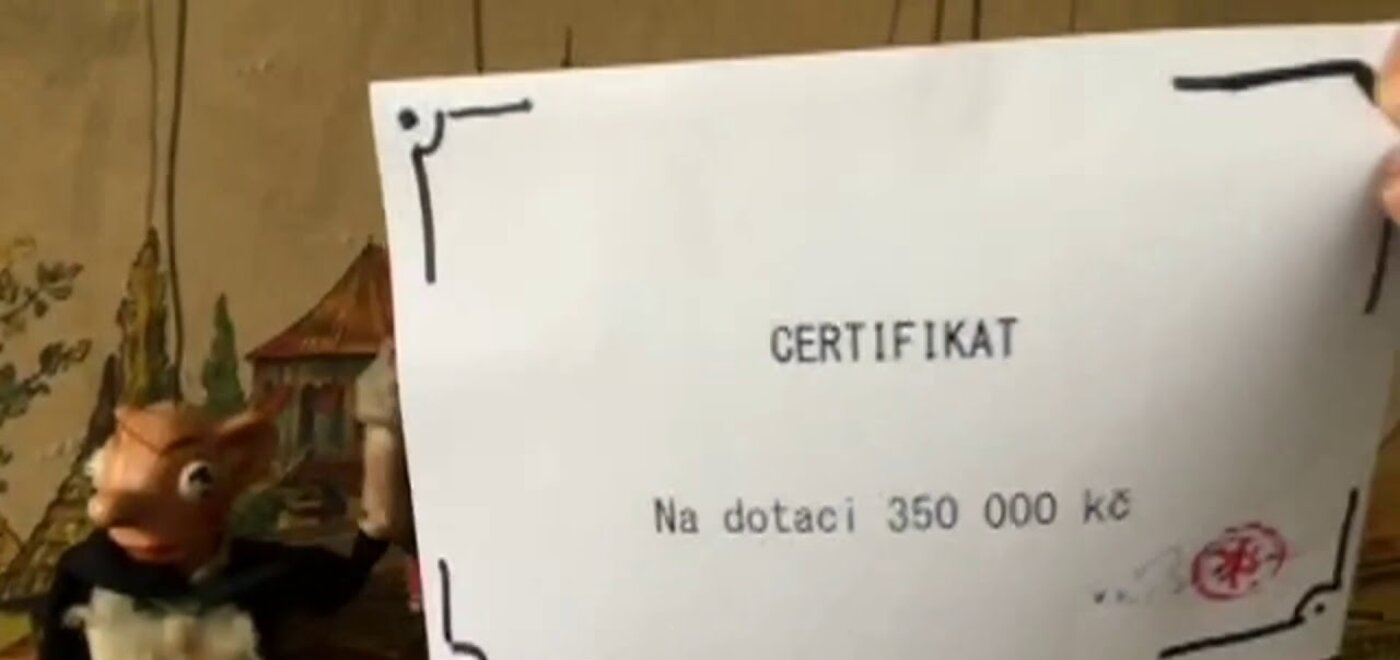 CERTIFIKAT
Na dotaci 350 000 kč